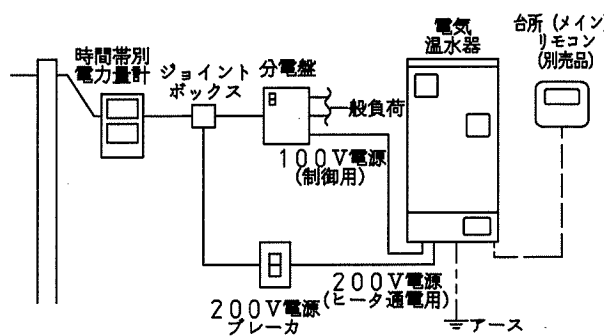 時間帯別
電力量計
ジョイント
ボックス
分電盤
一般負荷
電気
温水器
台所(メイン)
リモコン
(別売品)
100V電源
(制御用)
200V電源
(ヒータ通電用)
200V電源
ブレーカ
アース